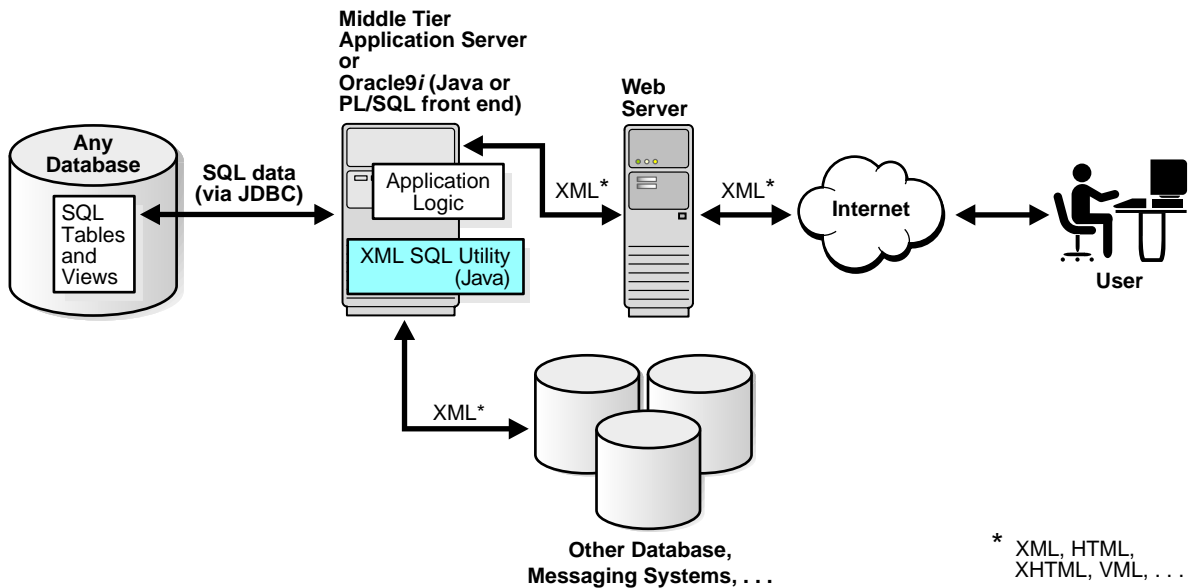 Middle Tier
Application Server
or
Oracle9i (Java or
PL/SQL front end)
Web
Server
Any
Database
SQL data
(via JDBC)
SQL
Tables
and
Views
Application
Logic
XML SQL Utility
(Java)
XML*
XML*
Internet
User
XML*
Other Database,
Messaging Systems, . . .
* XML, HTML,
XHTML, VML, . . .